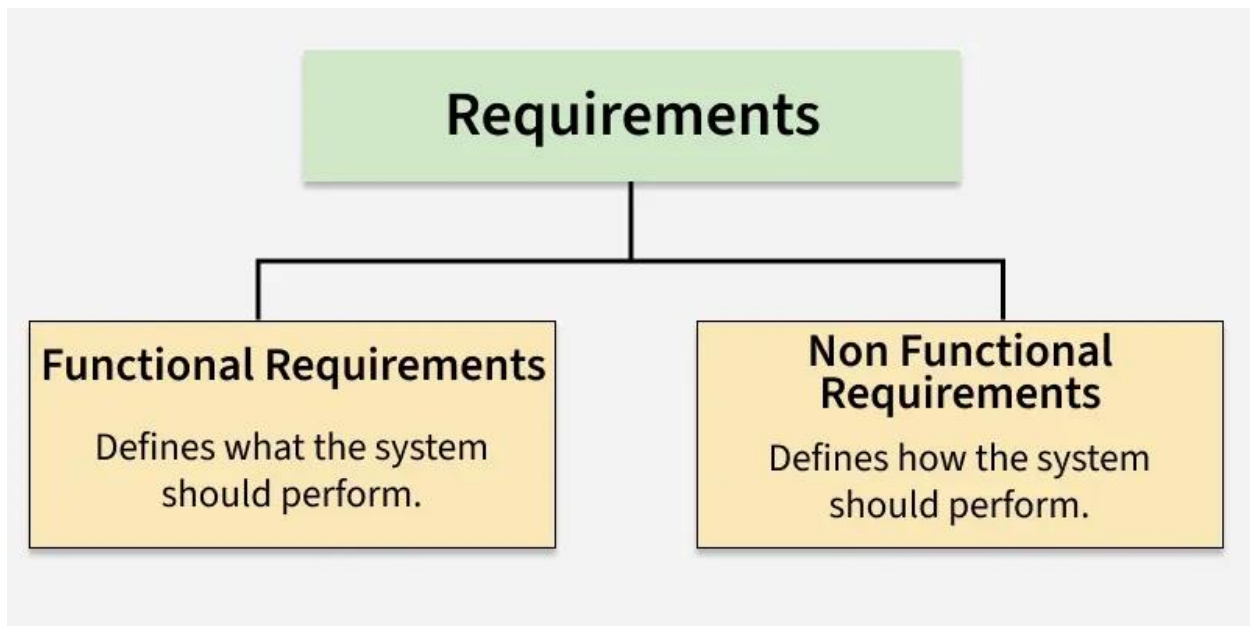 Requirements
Functional Requirements
Defines what the system
should perform.
Non Functional
Requirements
Defines how the system
should perform.